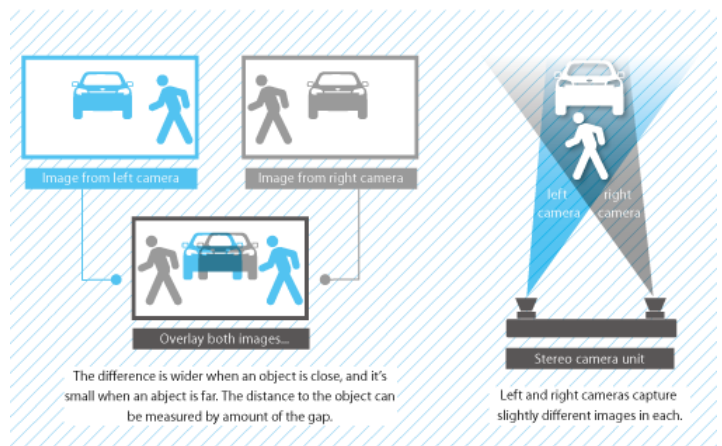 Image from left camera
Image from right camera
Overlay both images...
The difference is wider when an object is close, and it's
small when an abject is far. The distance to the object can
be measured by amount of the gap.
left
camera
right
camera
Stereo camera unit
Left and right cameras capture
slightly different images in each.